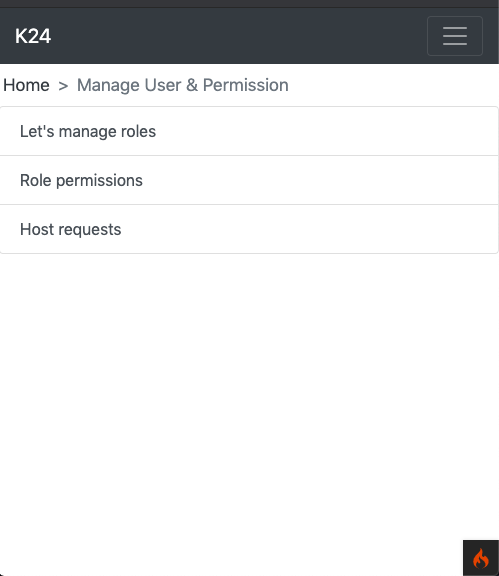 K24
Home > Manage User & Permission
Let's manage roles
Role permissions
Host requests